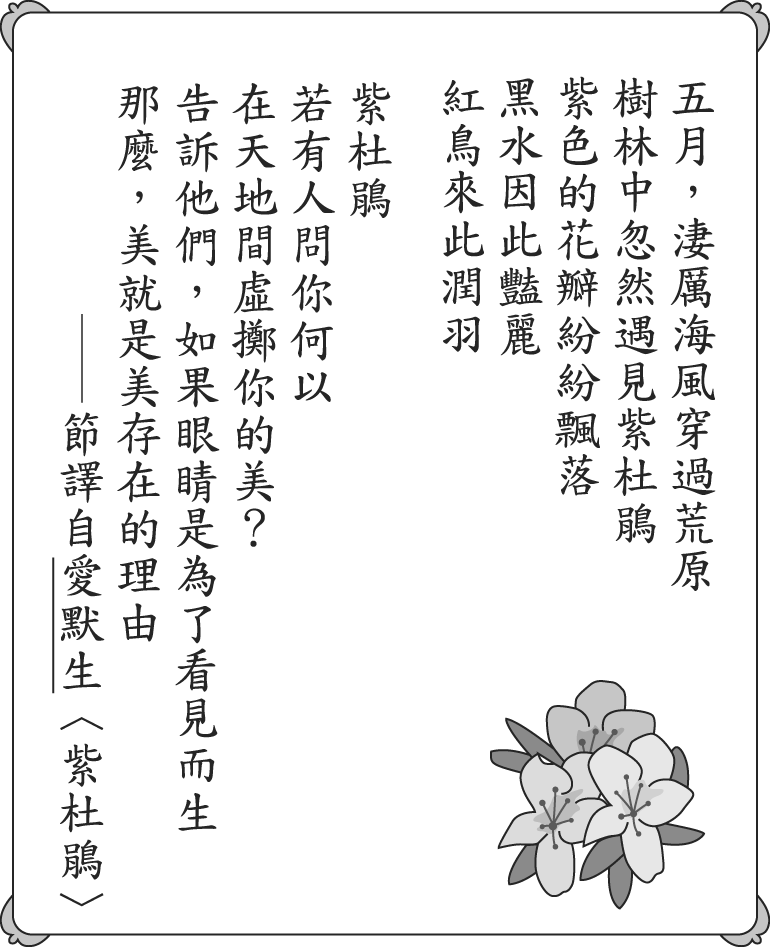 五月，淒厲海風穿過荒原
樹林中忽然遇見紫杜鵑
紫色的花瓣紛紛飄落
黑水因此豔麗
紅鳥來此潤羽
紫杜鵑
若有人問你何以
在天地間虛擲你的美？
告訴他們，如果眼睛是為了看見而生
那麼，美就是美存在的理由
——節譯自愛默生〈紫杜鵑〉